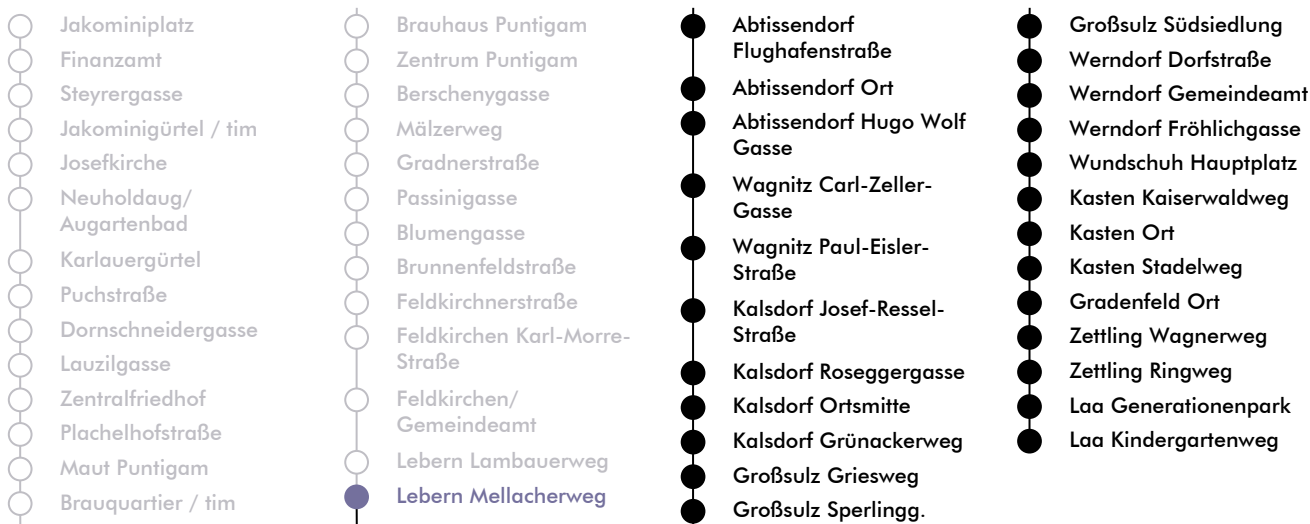 Jakominiplatz
Finanzamt
Steyrergasse
Jakominigürtel / tim
Josefkirche
Neuholdaug/
Augartenbad
Karlauergürtel
Puchstraße
Dornschneidergasse
Lauzilgasse
Zentralfriedhof
Plachelhofstraße
Maut Puntigam
Brauquartier / tim
Brauhaus Puntigam
Zentrum Puntigam
Berschenygasse
Mälzerweg
Gradnerstraße
Passinigasse
Blumengasse
Brunnenfeldstraße
Feldkirchnerstraße
Feldkirchen Karl-Morre-
Straße
Feldkirchen/
Gemeindeamt
Lebern Lambauerweg
Lebern Mellacherweg
Abtissendorf
Flughafenstraße
Abtissendorf Ort
Abtissendorf Hugo Wolf
Gasse
Wagnitz Carl-Zeller-
Gasse
Wagnitz Paul-Eisler-
Straße
Kalsdorf Josef-Ressel-
Straße
Kalsdorf Roseggergasse
Kalsdorf Ortsmitte
Kalsdorf Grünackerweg
Großsulz Griesweg
Großsulz Sperlingg.
Großsulz Südsiedlung
Werndorf Dorfstraße
Werndorf Gemeindeamt
Werndorf Fröhlichgasse
Wundschuh Hauptplatz
Kasten Kaiserwaldweg
Kasten Ort
Kasten Stadelweg
Gradenfeld Ort
Zettling Wagnerweg
Zettling Ringweg
Laa Generationenpark
Laa Kindergartenweg